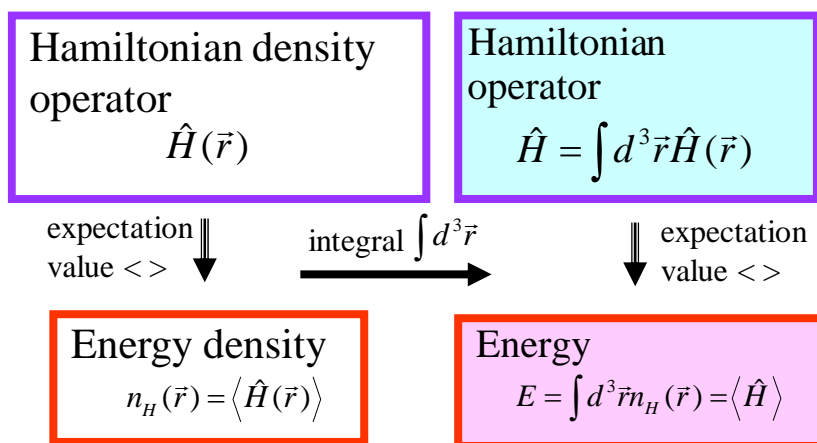 Hamiltonian density
operator
Ĥ(r⃗)
Hamiltonian
operator
Ĥ = ∫ d³r⃗ Ĥ(r⃗)
expectation
value < >
integral ∫ d³r⃗
expectation
value < >
Energy density
n_H(r⃗) = ⟨Ĥ(r⃗)⟩
Energy
E = ∫ d³r⃗ n_H(r⃗) = ⟨Ĥ⟩